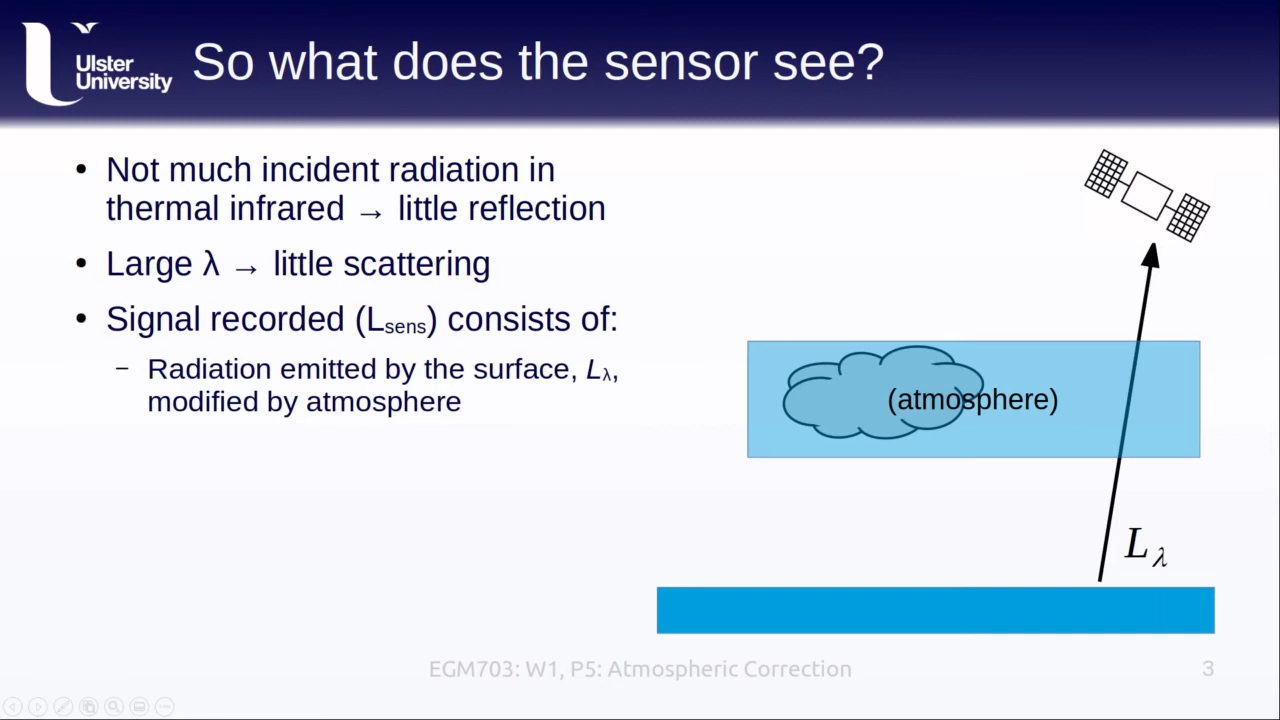 Ulster
University
So what does the sensor see?
• Not much incident radiation in
thermal infrared → little reflection
• Large λ → little scattering
• Signal recorded (Lsens) consists of:
– Radiation emitted by the surface, Lλ,
modified by atmosphere
(atmosphere)
Lλ
EGM703: W1, P5: Atmospheric Correction
3